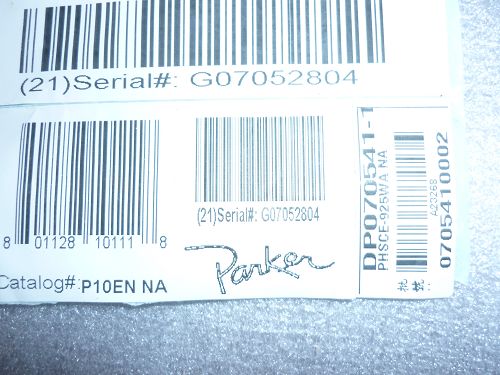 (21)Serial#: G07052804
8 01128 10111 8
(21)Serial#: G07052804
Catalog#: P10EN NA
Parker
DP070541-1
PHSCE-925WA NA
A23268
0705410002